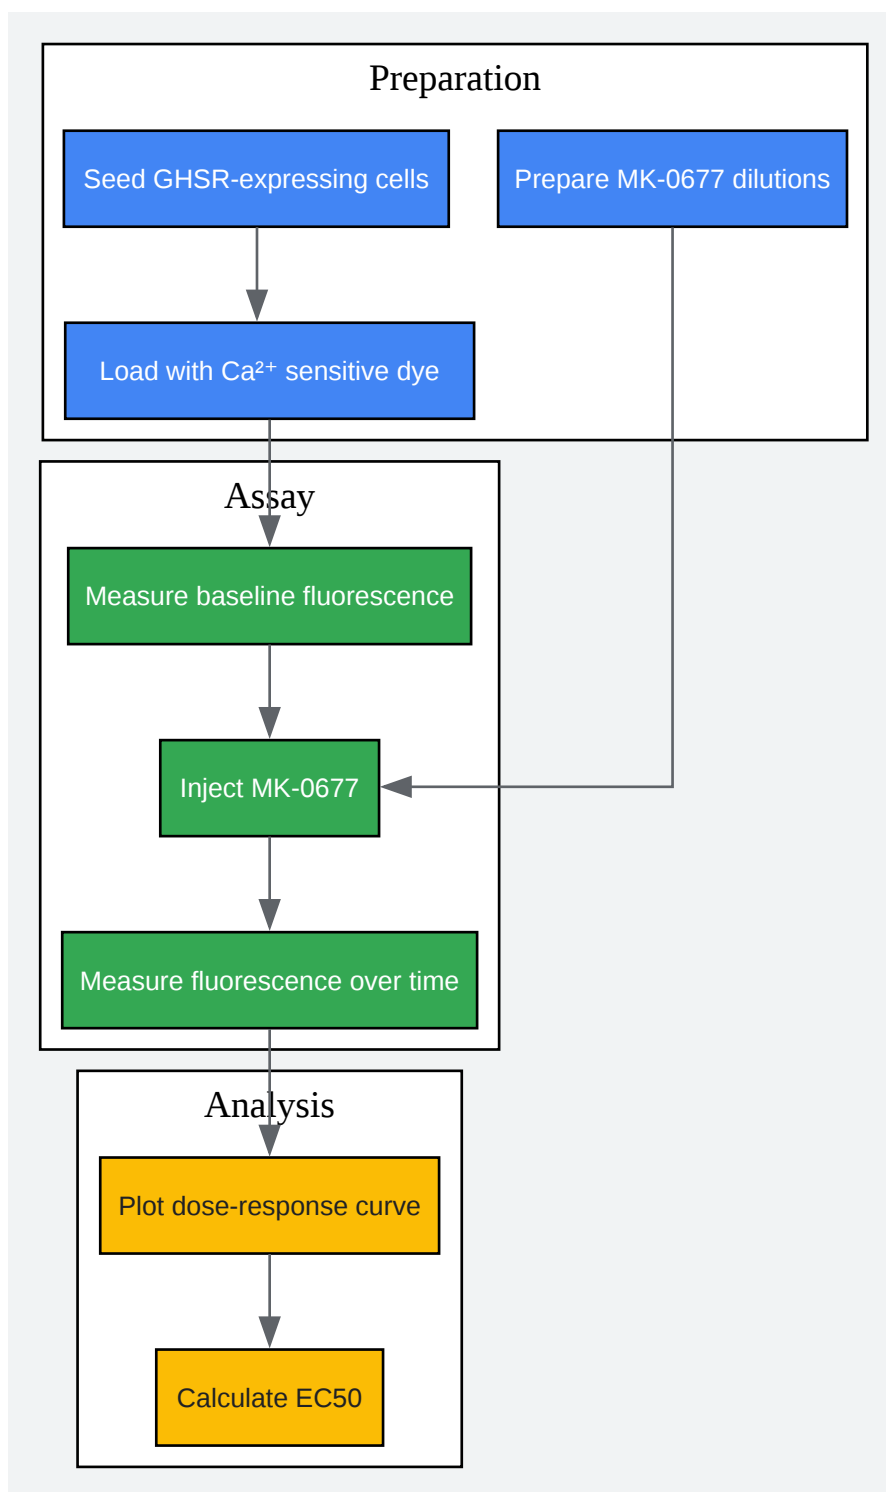 Preparation
Seed GHSR-expressing cells
Prepare MK-0677 dilutions
Load with Ca²⁺ sensitive dye
Assay
Measure baseline fluorescence
Inject MK-0677
Measure fluorescence over time
Analysis
Plot dose-response curve
Calculate EC50